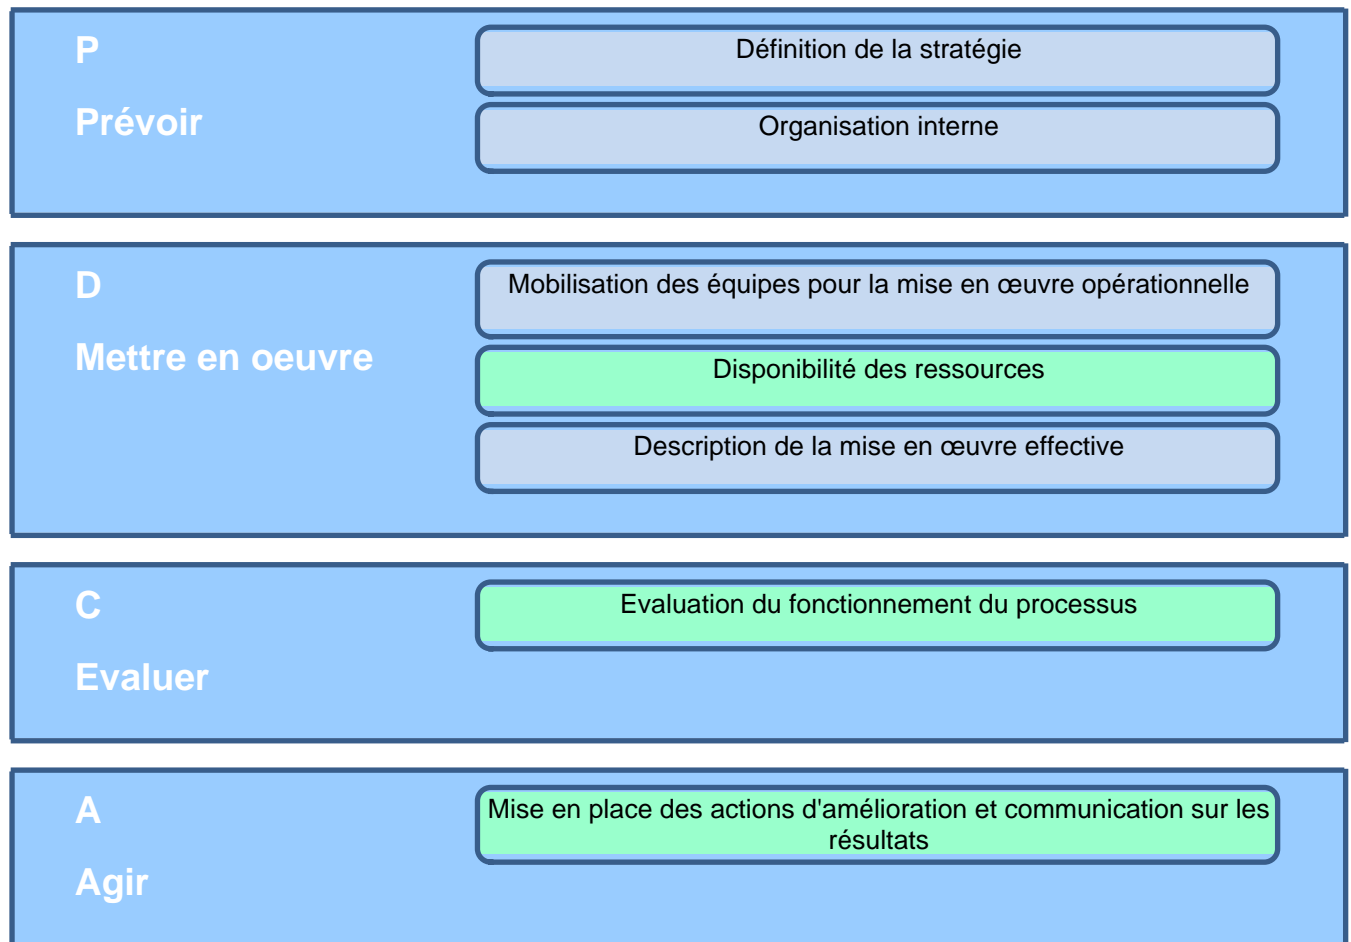 P
Prévoir
Définition de la stratégie
Organisation interne
D
Mettre en oeuvre
Mobilisation des équipes pour la mise en œuvre opérationnelle
Disponibilité des ressources
Description de la mise en œuvre effective
C
Evaluer
Evaluation du fonctionnement du processus
A
Agir
Mise en place des actions d'amélioration et communication sur les
résultats